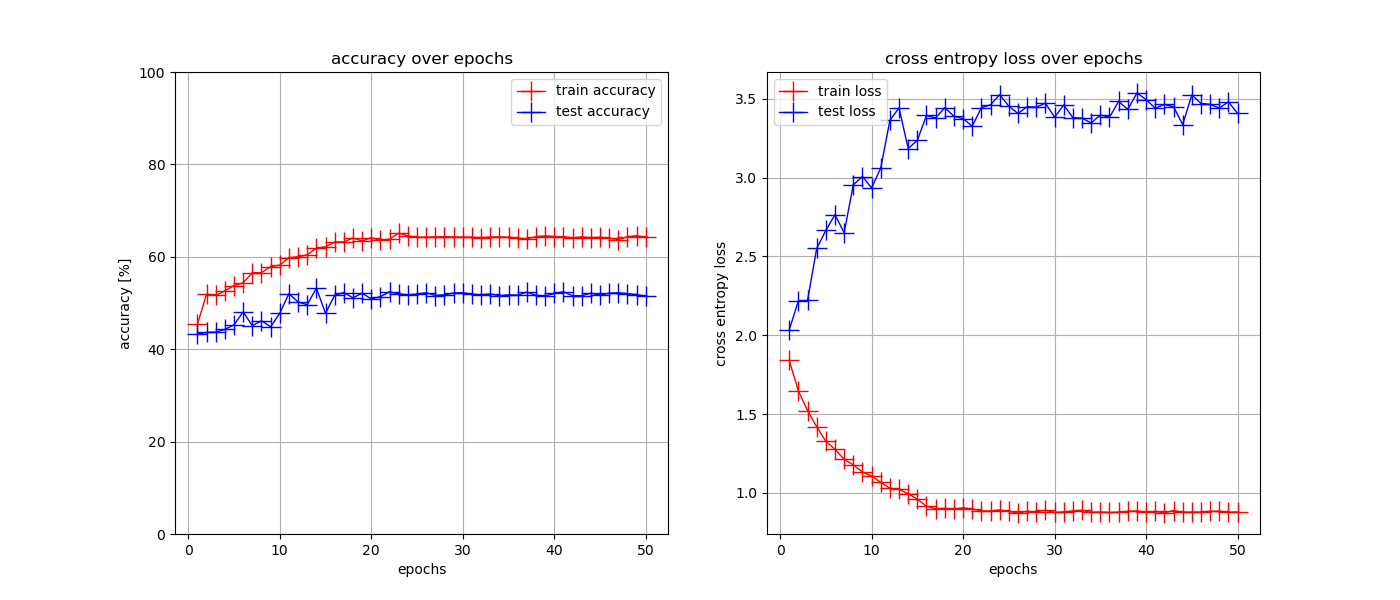 accuracy over epochs
100
80
60
40
20
0
accuracy [%]
train accuracy
test accuracy
0 10 20 30 40 50
epochs
cross entropy loss over epochs
3.5
3.0
2.5
2.0
1.5
1.0
cross entropy loss
train loss
test loss
0 10 20 30 40 50
epochs